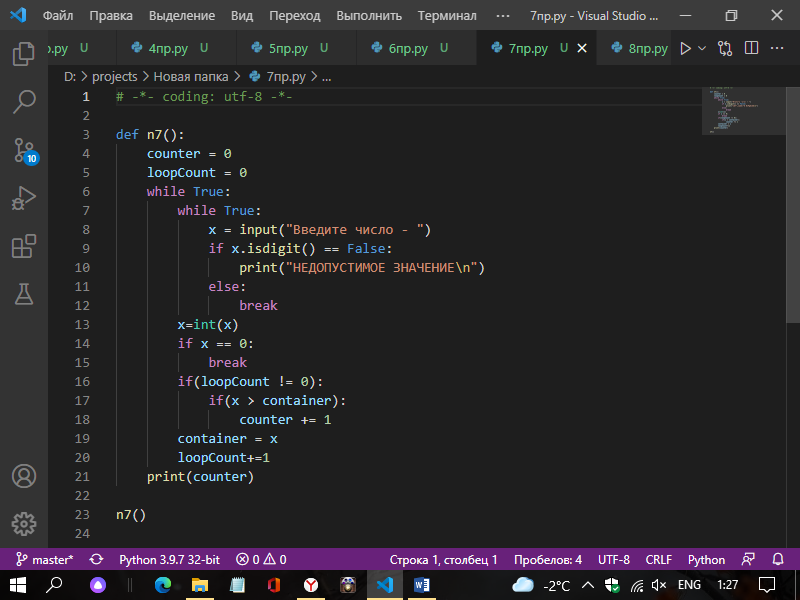 Файл Правка Выделение Вид Переход Выполнить Терминал ··· 7пр.py - Visual Studio ...
р.py U 4пр.py U 5пр.py U 6пр.py U 7пр.py U 8пр.py ···
D: > projects > Новая папка > 7пр.py > ...
1 # -*- coding: utf-8 -*-
2
3 def n7():
4 counter = 0
5 loopCount = 0
6 while True:
7 while True:
8 x = input("Введите число - ")
9 if x.isdigit() == False:
10 print("НЕДОПУСТИМОЕ ЗНАЧЕНИЕ\n")
11 else:
12 break
13 x=int(x)
14 if x == 0:
15 break
16 if(loopCount != 0):
17 if(x > container):
18 counter += 1
19 container = x
20 loopCount+=1
21 print(counter)
22
23 n7()
24
10
master* Python 3.9.7 32-bit 0 0 Строка 1, столбец 1 Пробелов: 4 UTF-8 CRLF Python
-2°C ENG 1:27